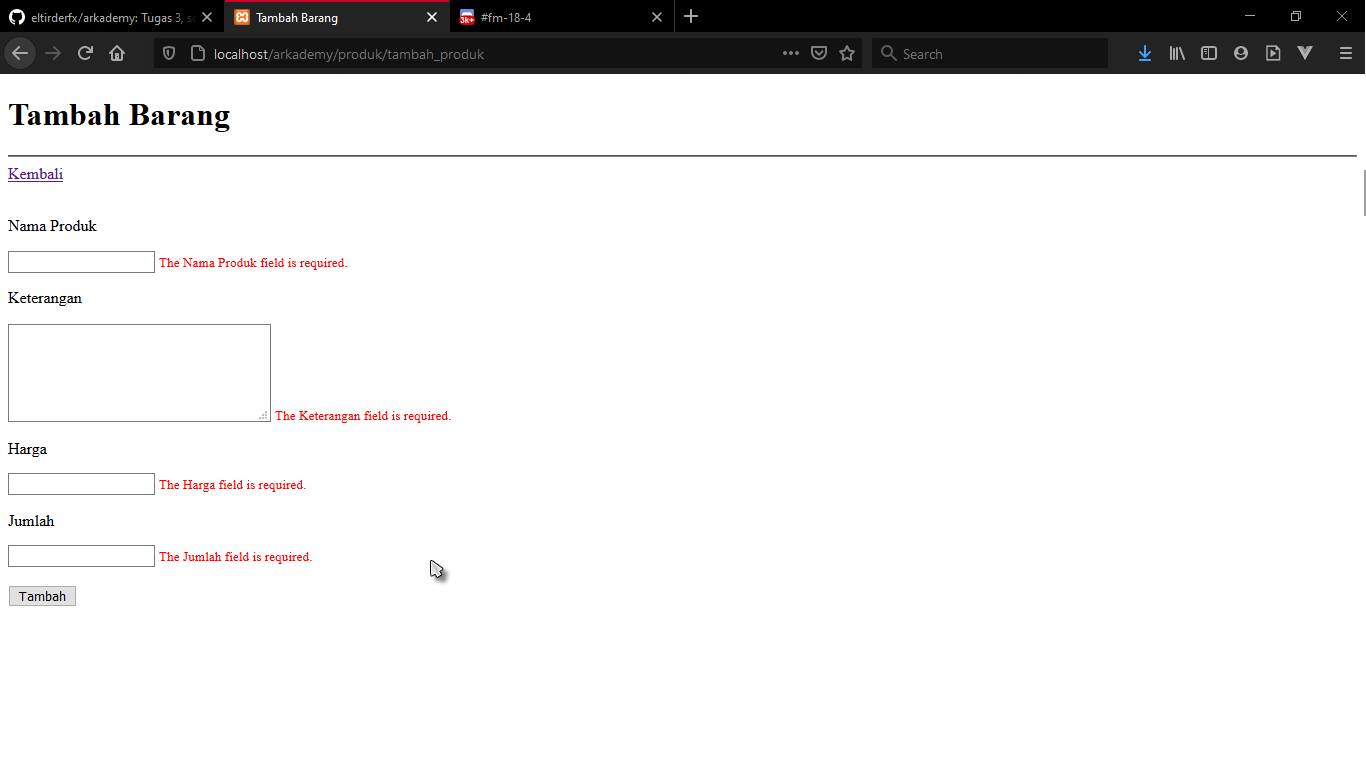 eltirderfx/arkademy: Tugas 3, s
Tambah Barang
#fm-18-4
localhost/arkademy/produk/tambah_produk
Search
Tambah Barang
Kembali
Nama Produk
The Nama Produk field is required.
Keterangan
The Keterangan field is required.
Harga
The Harga field is required.
Jumlah
The Jumlah field is required.
Tambah